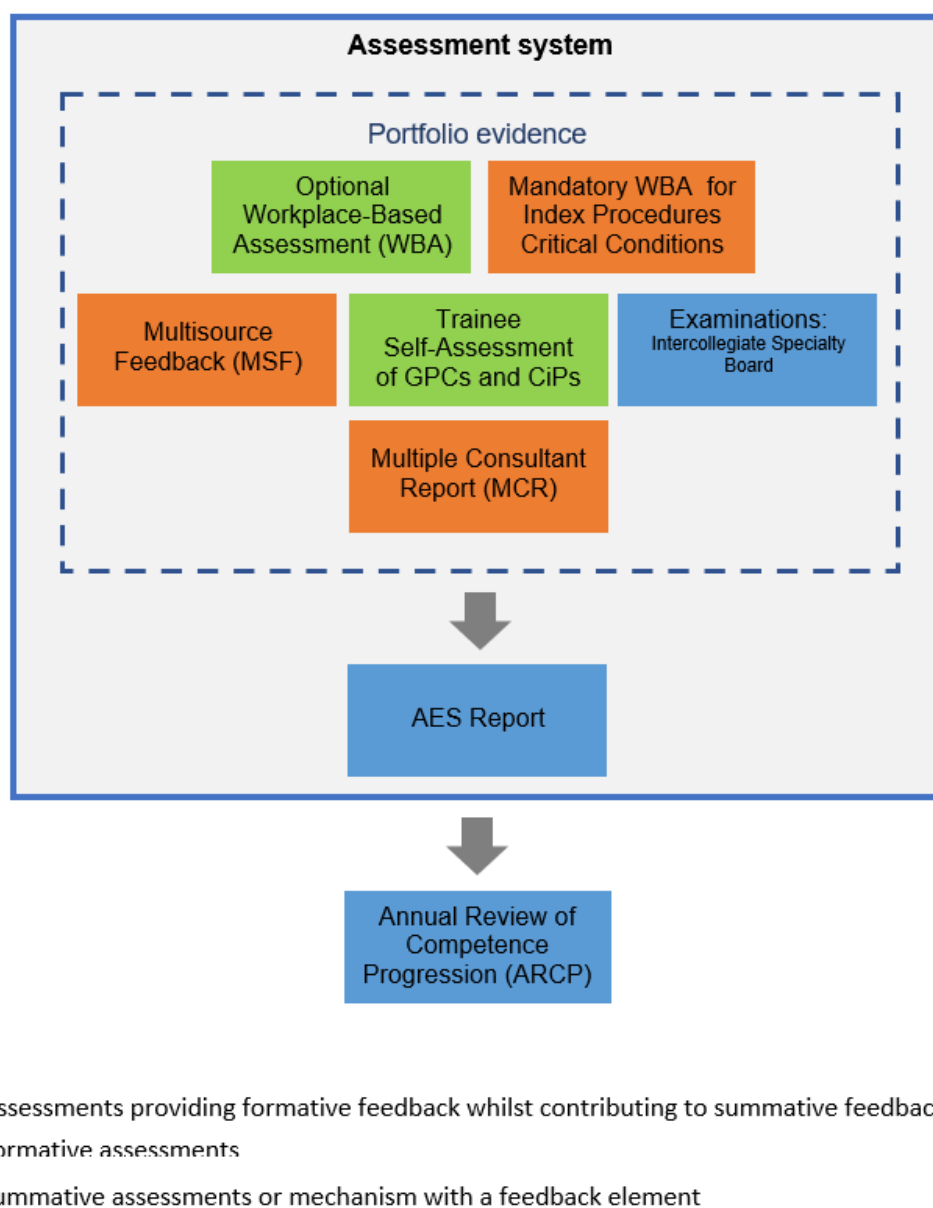 Assessment system
Portfolio evidence
Optional
Workplace-Based
Assessment (WBA)
Mandatory WBA for
Index Procedures
Critical Conditions
Multisource
Feedback (MSF)
Trainee
Self-Assessment
of GPCs and CiPs
Examinations:
Intercollegiate Specialty
Board
Multiple Consultant
Report (MCR)
AES Report
Annual Review of
Competence
Progression (ARCP)
ssessments providing formative feedback whilst contributing to summative feedbac
ormative assessments
ummative assessments or mechanism with a feedback element